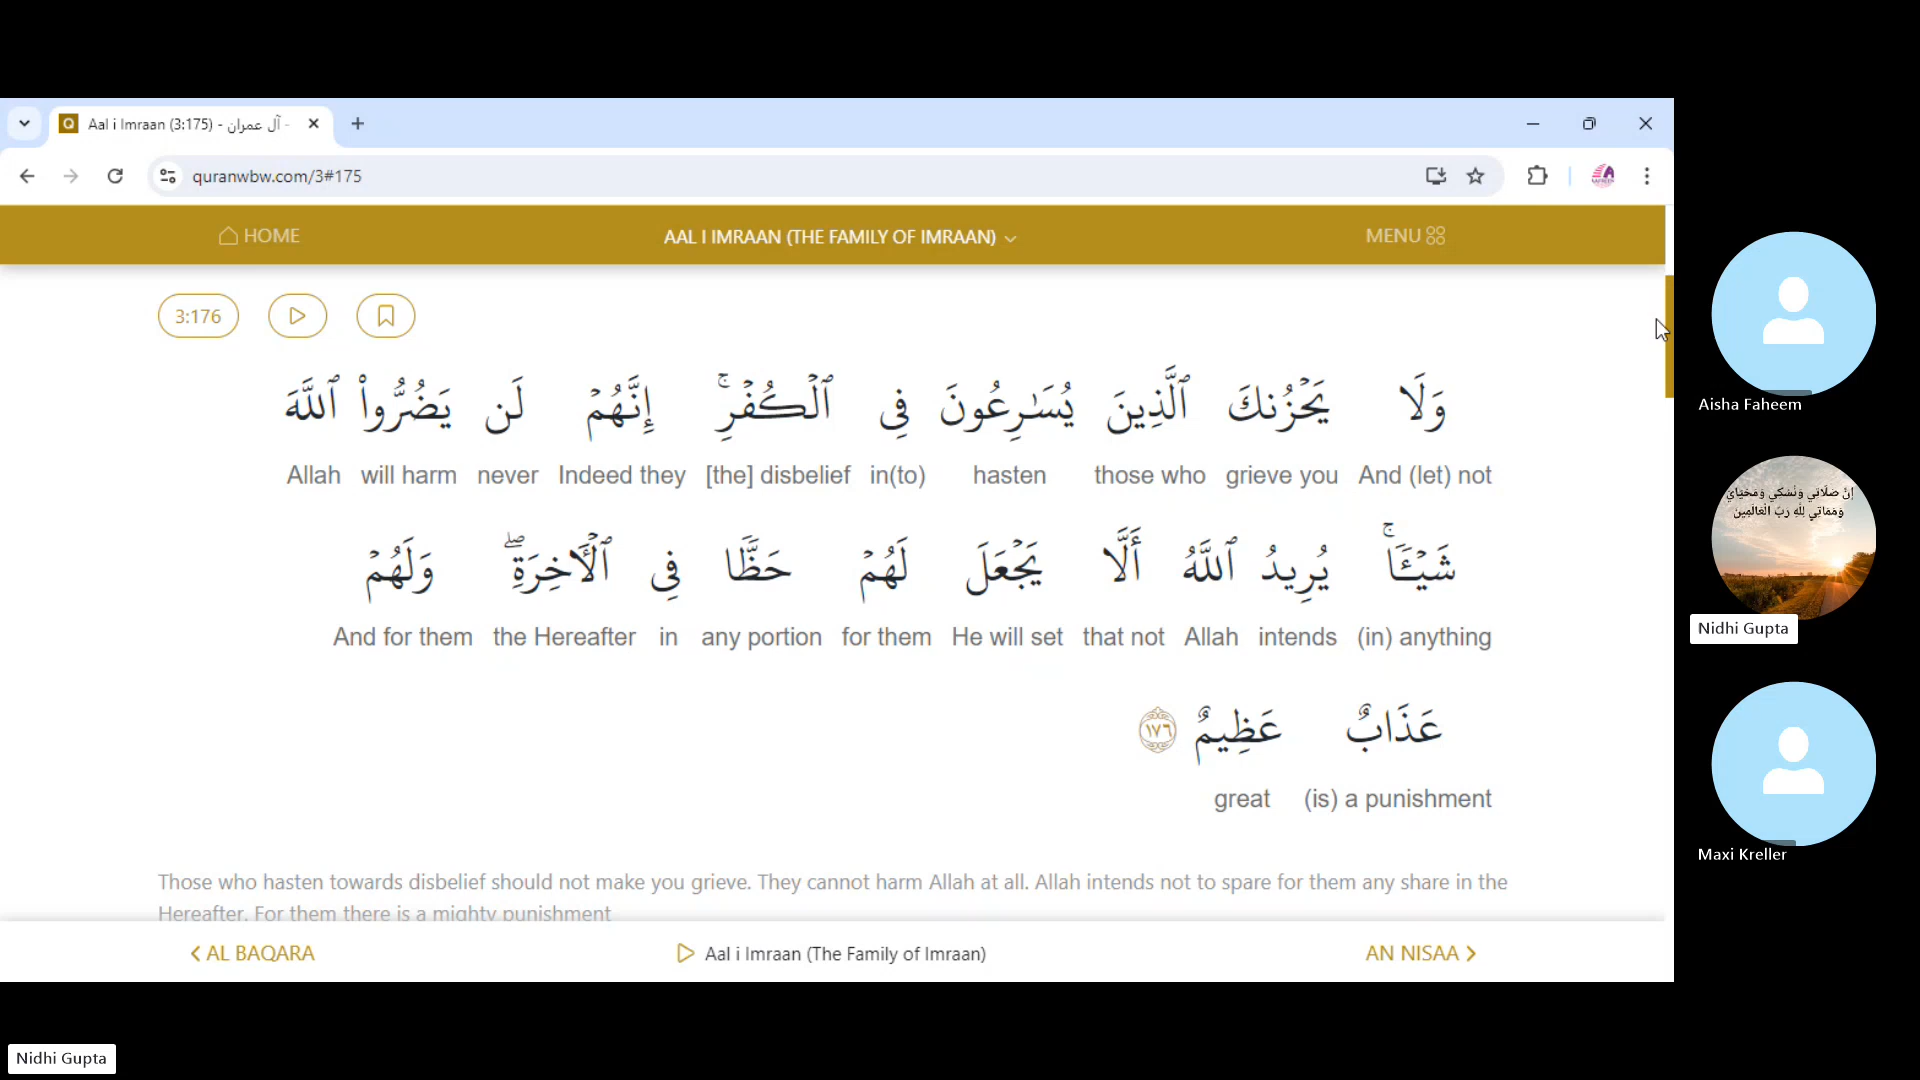 Aal i Imraan (3:175) - آل عمران -
quranwbw.com/3#175
HOME
AAL I IMRAAN (THE FAMILY OF IMRAAN)
MENU
3:176
وَلَا يَحْزُنكَ ٱلَّذِينَ يُسَـٰرِعُونَ فِى ٱلْكُفْرِ ۚ إِنَّهُمْ لَن يَضُرُّوا۟ ٱللَّهَ
Allah will harm never Indeed they [the] disbelief in(to) hasten those who grieve you And (let) not
شَيْـًٔا ۗ يُرِيدُ ٱللَّهُ أَلَّا يَجْعَلَ لَهُمْ حَظًّا فِى ٱلْـَٔاخِرَةِ ۖ وَلَهُمْ
And for them the Hereafter in any portion for them He will set that not Allah intends (in) anything
عَذَابٌ عَظِيمٌ ١٧٦
great (is) a punishment
Those who hasten towards disbelief should not make you grieve. They cannot harm Allah at all. Allah intends not to spare for them any share in the
Hereafter. For them there is a mighty punishment
AL BAQARA
Aal i Imraan (The Family of Imraan)
AN NISAA
Aisha Faheem
إِنَّ صَلَاتِي وَنُسُكِي وَمَحْيَايَ
وَمَمَاتِي لِلَّهِ رَبِّ الْعَالَمِينَ
Nidhi Gupta
Maxi Kreller
Nidhi Gupta